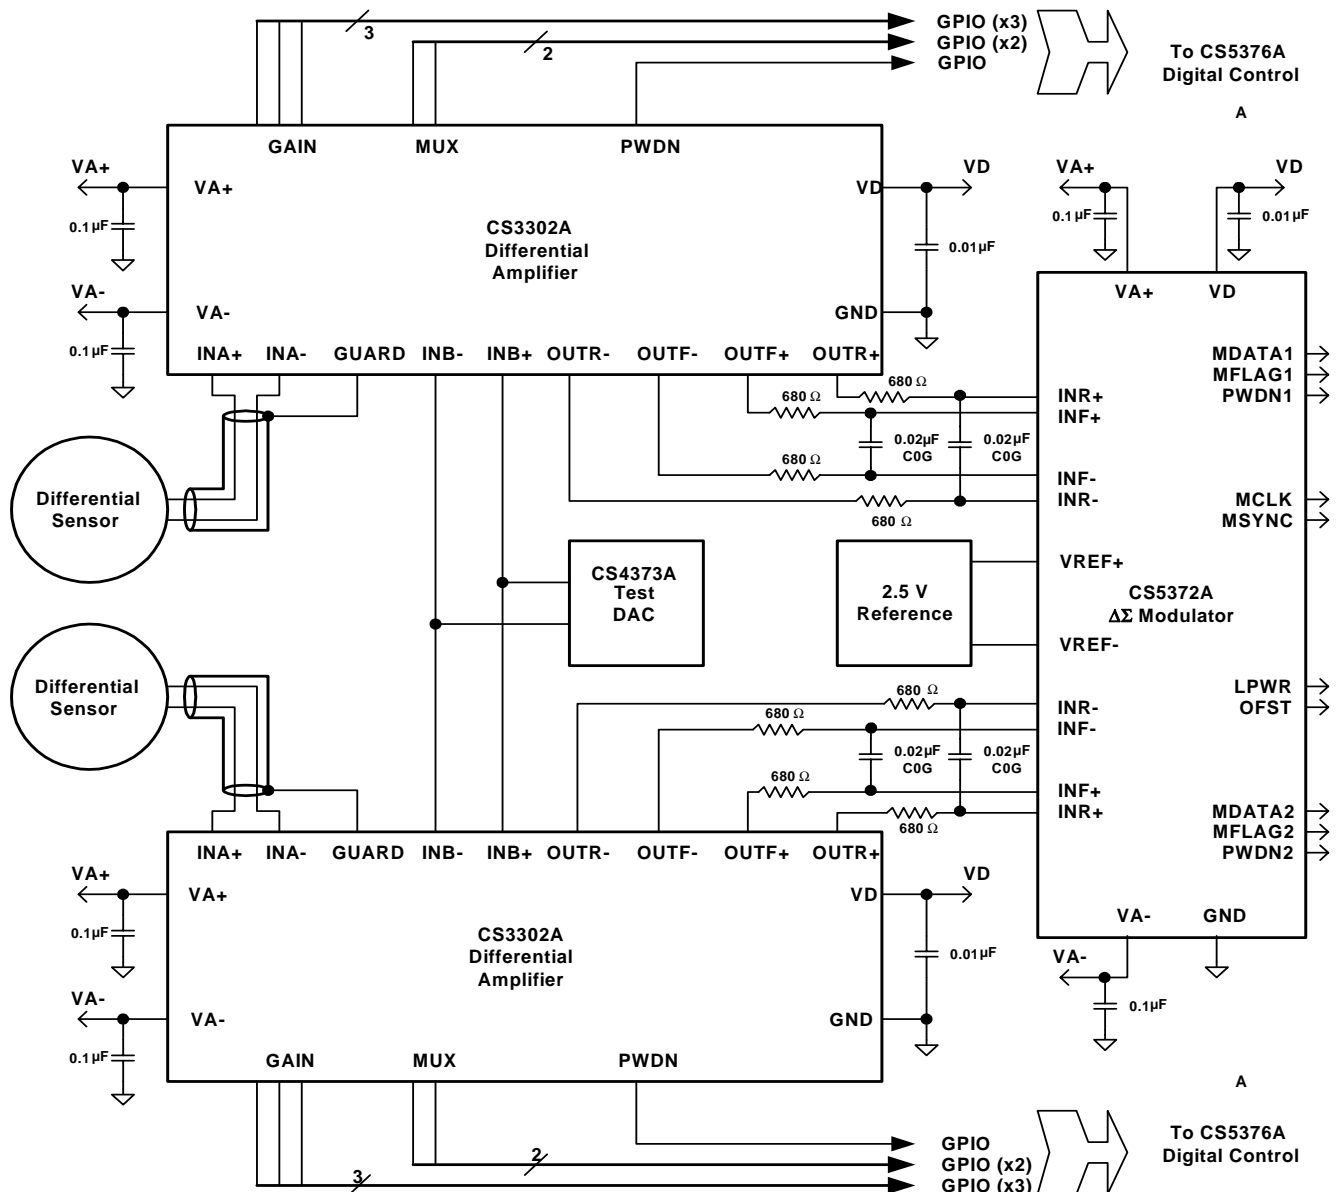 3
GPIO (x3)
2
GPIO (x2)
GPIO
To CS5376A
Digital Control
A
GAIN
MUX
PWDN
VA+
VA+
VD
VD
0.1µF
CS3302A
Differential
Amplifier
0.01µF
VA-
VA-
GND
0.1µF
INA+
INA-
GUARD
INB-
INB+
OUTR-
OUTF-
OUTF+
OUTR+
VA+
VD
0.1µF
0.01µF
VA+
VD
680 Ω
680 Ω
INR+
INF+
0.02µF
C0G
0.02µF
C0G
680 Ω
INF-
INR-
680 Ω
MDATA1
MFLAG1
PWDN1
MCLK
MSYNC
Differential
Sensor
CS4373A
Test
DAC
2.5 V
Reference
VREF+
CS5372A
ΔΣ Modulator
VREF-
LPWR
OFST
Differential
Sensor
680 Ω
INR-
680 Ω
INF-
0.02µF
C0G
0.02µF
C0G
680 Ω
INF+
INR+
680 Ω
MDATA2
MFLAG2
PWDN2
VA-
GND
VA-
0.1µF
INA+
INA-
GUARD
INB-
INB+
OUTR-
OUTF-
OUTF+
OUTR+
VA+
VA+
VD
VD
0.1µF
CS3302A
Differential
Amplifier
0.01µF
VA-
VA-
GND
0.1µF
GAIN
MUX
PWDN
A
GPIO
2
GPIO (x2)
3
GPIO (x3)
To CS5376A
Digital Control